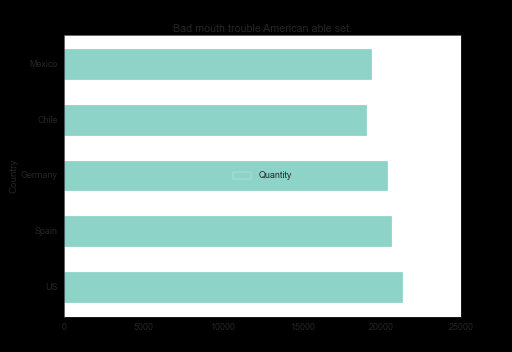 Bad mouth trouble American able set.
Mexico
Chile
Germany
Spain
US
Country
Quantity
0 5000 10000 15000 20000 25000